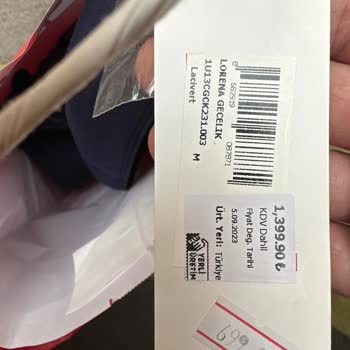 LORENA GECELIK
1U13CGCK231.003
Lacivert
M
1,399.90 ₺
KDV Dahil
Fiyat Değ. Tarihi
5.09.2023
Ürt. Yeri: Türkiye
YERLİ
ÜRETİM